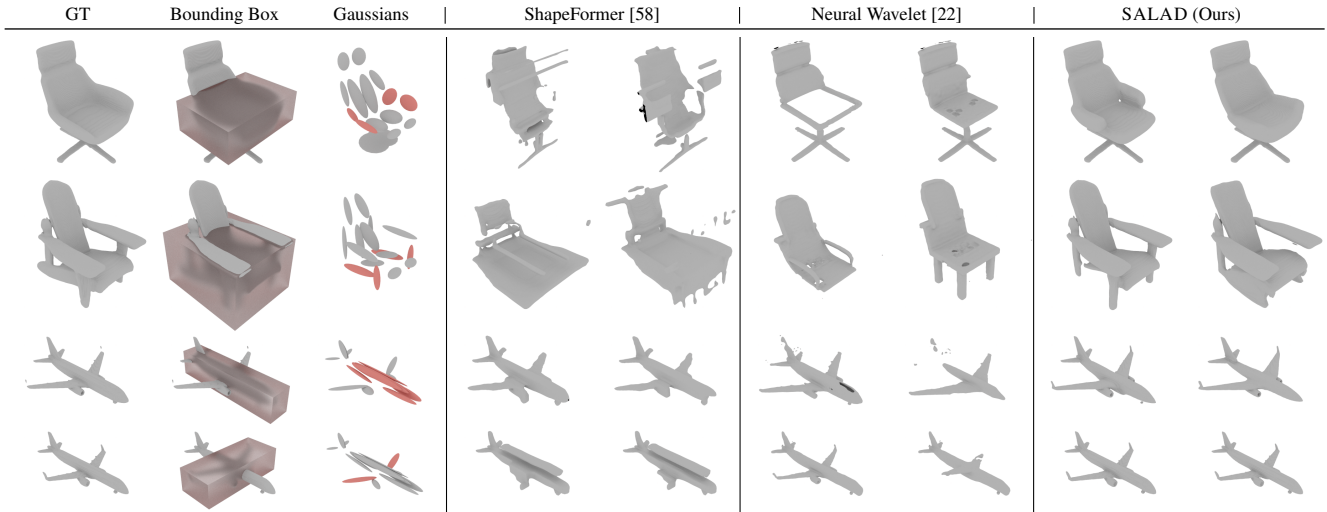 GT Bounding Box Gaussians | ShapeFormer [58] | Neural Wavelet [22] | SALAD (Ours)